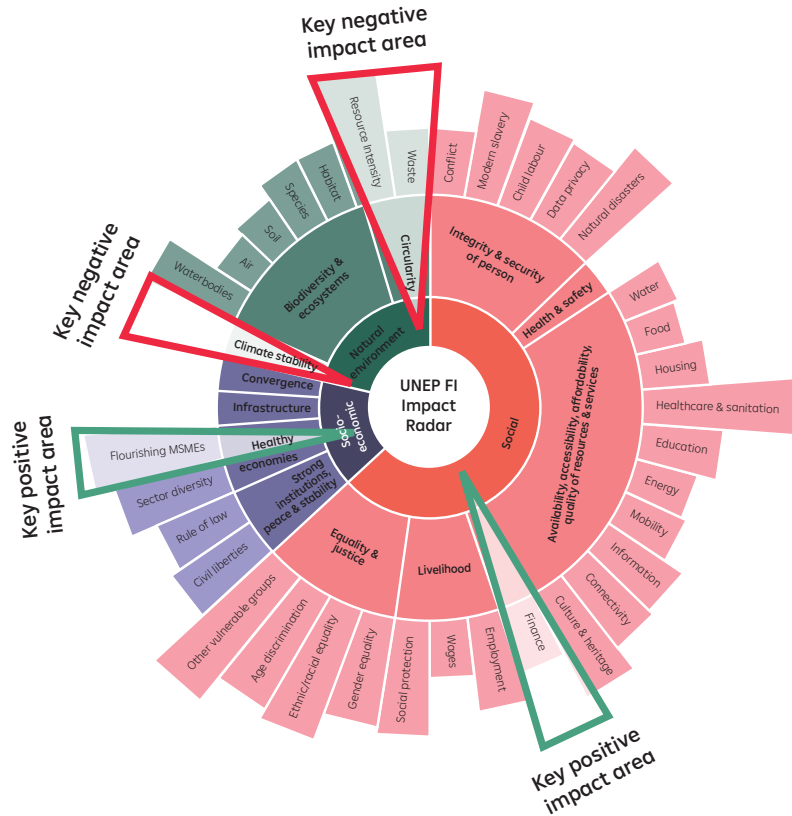 Key negative
impact area
Resource Intensity
Waste
Conflict
Modern slavery
Child labour
Data privacy
Natural disasters
Habitat
Species
Soil
Air
Waterbodies
Circularity
Integrity & security
of person
Health & safety
Biodiversity &
ecosystems
Key negative
impact area
Climate stability
Natural
environment
UNEP FI
Impact
Radar
Social
Socio-
economic
Convergence
Infrastructure
Healthy
economies
Flourishing MSMEs
Key positive
impact area
Sector diversity
Rule of law
Civil liberties
Strong
institutions,
peace & stability
Equality &
justice
Livelihood
Availability, accessibility, affordability,
quality of resources & services
Water
Food
Housing
Healthcare & sanitation
Education
Energy
Mobility
Information
Connectivity
Culture & heritage
Finance
Employment
Wages
Social protection
Gender equality
Ethnic/racial equality
Age discrimination
Other vulnerable groups
Key positive
impact area